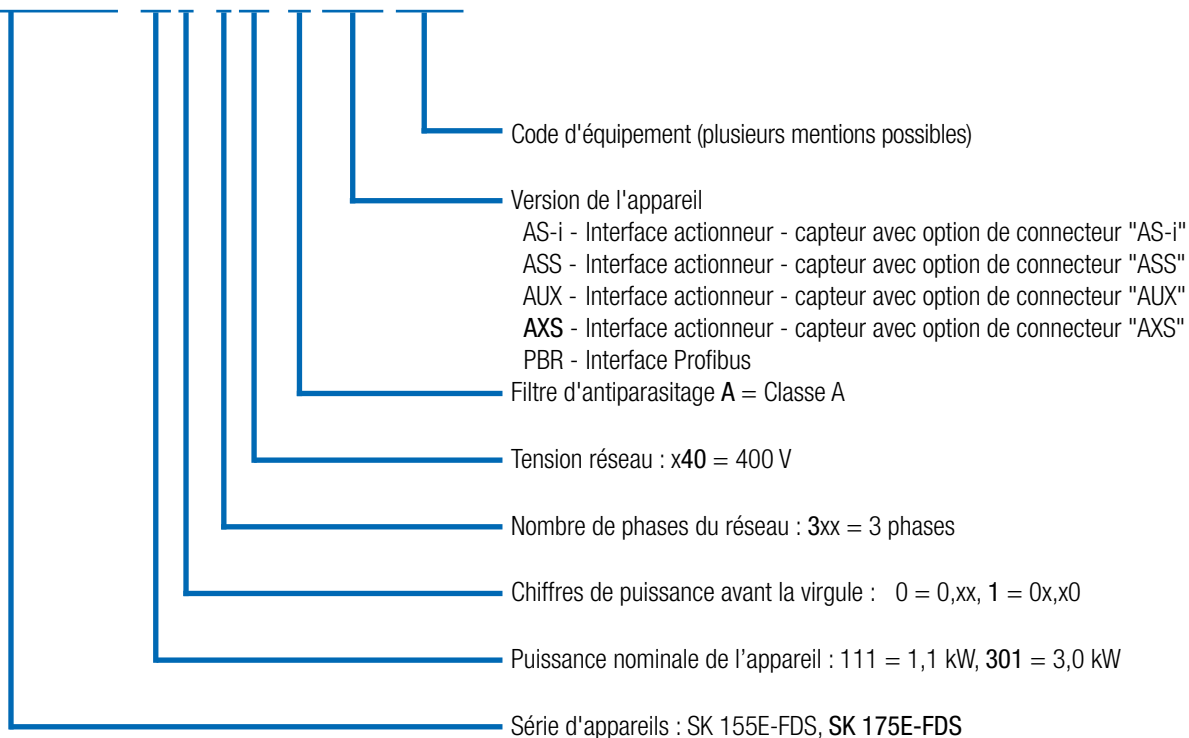 Code d'équipement (plusieurs mentions possibles)
Version de l'appareil
AS-i - Interface actionneur - capteur avec option de connecteur "AS-i"
ASS - Interface actionneur - capteur avec option de connecteur "ASS"
AUX - Interface actionneur - capteur avec option de connecteur "AUX"
AXS - Interface actionneur - capteur avec option de connecteur "AXS"
PBR - Interface Profibus
Filtre d'antiparasitage A = Classe A
Tension réseau : x40 = 400 V
Nombre de phases du réseau : 3xx = 3 phases
Chiffres de puissance avant la virgule : 0 = 0,xx, 1 = 0x,x0
Puissance nominale de l’appareil : 111 = 1,1 kW, 301 = 3,0 kW
Série d'appareils : SK 155E-FDS, SK 175E-FDS